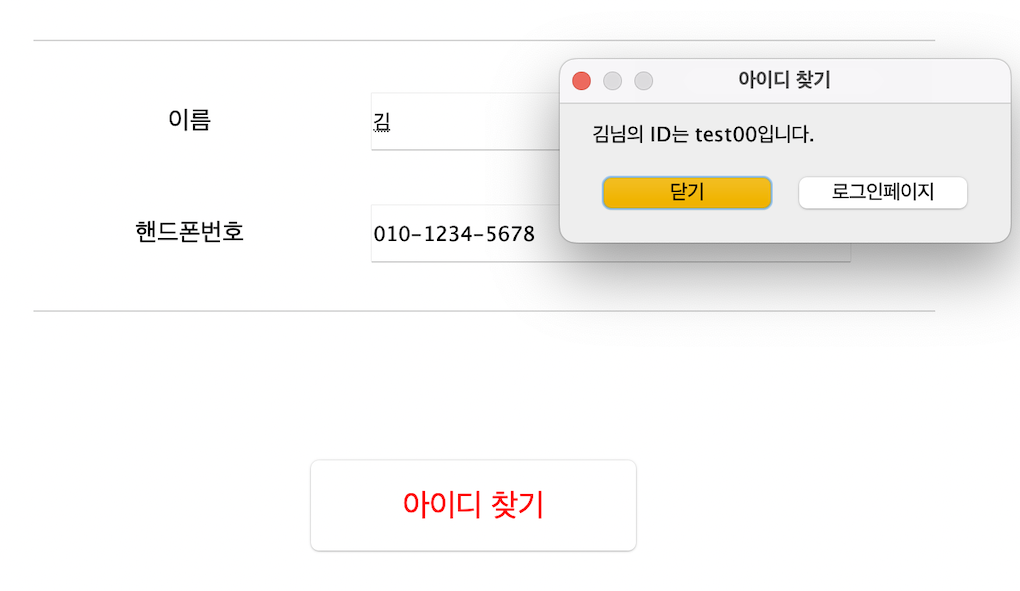 아이디 찾기
김님의 ID는 test00입니다.
닫기 로그인페이지
이름 김
핸드폰번호 010-1234-5678
아이디 찾기